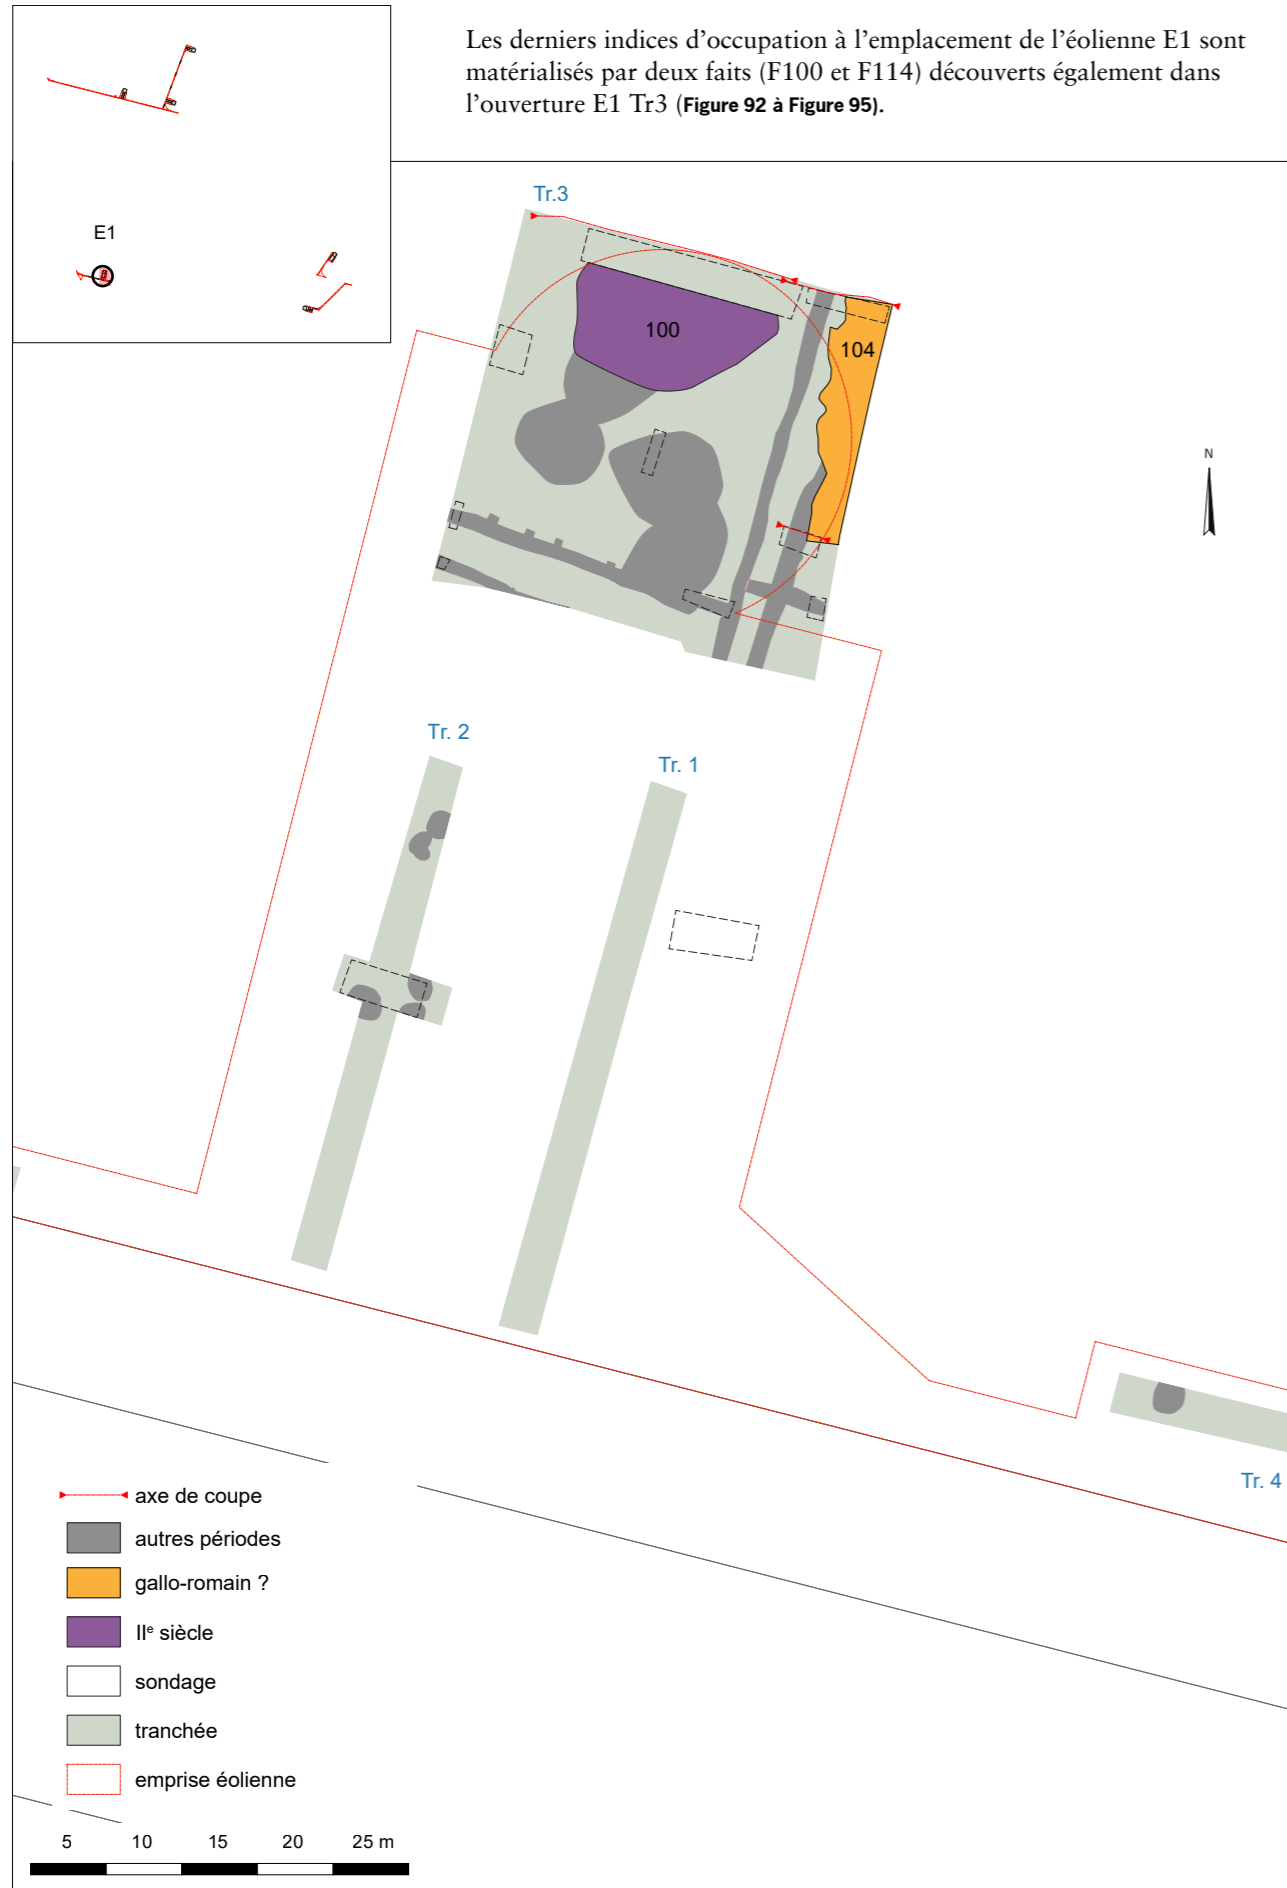 Les derniers indices d'occupation à l'emplacement de l'éolienne E1 sont
matérialisés par deux faits (F100 et F114) découverts également dans
l'ouverture E1 Tr3 (Figure 92 à Figure 95).
E1
Tr.3
100
104
N
Tr. 2
Tr. 1
Tr. 4
axe de coupe
autres périodes
gallo-romain ?
IIe siècle
sondage
tranchée
emprise éolienne
5 10 15 20 25 m